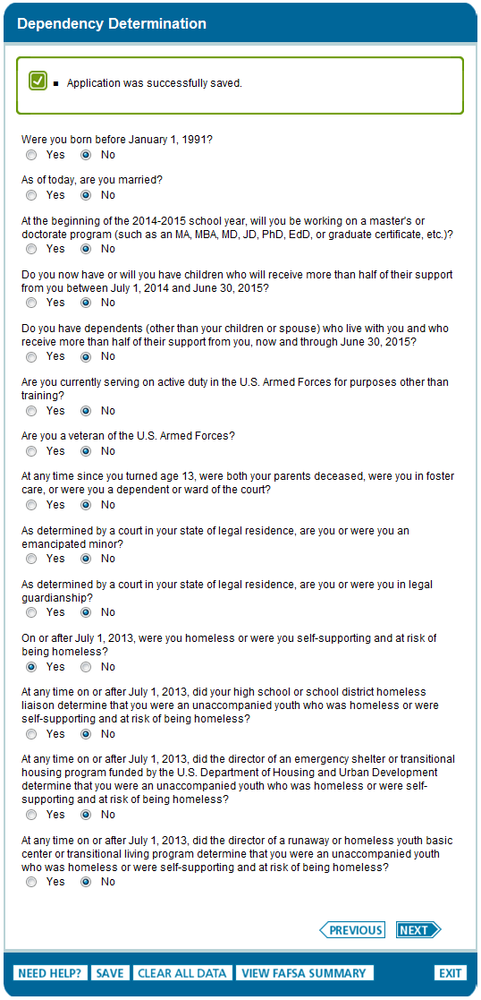 Dependency Determination
Application was successfully saved.
Were you born before January 1, 1991?
Yes No
As of today, are you married?
Yes No
At the beginning of the 2014-2015 school year, will you be working on a master's or
doctorate program (such as an MA, MBA, MD, JD, PhD, EdD, or graduate certificate, etc.)?
Yes No
Do you now have or will you have children who will receive more than half of their support
from you between July 1, 2014 and June 30, 2015?
Yes No
Do you have dependents (other than your children or spouse) who live with you and who
receive more than half of their support from you, now and through June 30, 2015?
Yes No
Are you currently serving on active duty in the U.S. Armed Forces for purposes other than
training?
Yes No
Are you a veteran of the U.S. Armed Forces?
Yes No
At any time since you turned age 13, were both your parents deceased, were you in foster
care, or were you a dependent or ward of the court?
Yes No
As determined by a court in your state of legal residence, are you or were you an
emancipated minor?
Yes No
As determined by a court in your state of legal residence, are you or were you in legal
guardianship?
Yes No
On or after July 1, 2013, were you homeless or were you self-supporting and at risk of
being homeless?
Yes No
At any time on or after July 1, 2013, did your high school or school district homeless
liaison determine that you were an unaccompanied youth who was homeless or were
self-supporting and at risk of being homeless?
Yes No
At any time on or after July 1, 2013, did the director of an emergency shelter or transitional
housing program funded by the U.S. Department of Housing and Urban Development
determine that you were an unaccompanied youth who was homeless or were self-
supporting and at risk of being homeless?
Yes No
At any time on or after July 1, 2013, did the director of a runaway or homeless youth basic
center or transitional living program determine that you were an unaccompanied youth
who was homeless or were self-supporting and at risk of being homeless?
Yes No
PREVIOUS NEXT
NEED HELP? SAVE CLEAR ALL DATA VIEW FAFSA SUMMARY EXIT